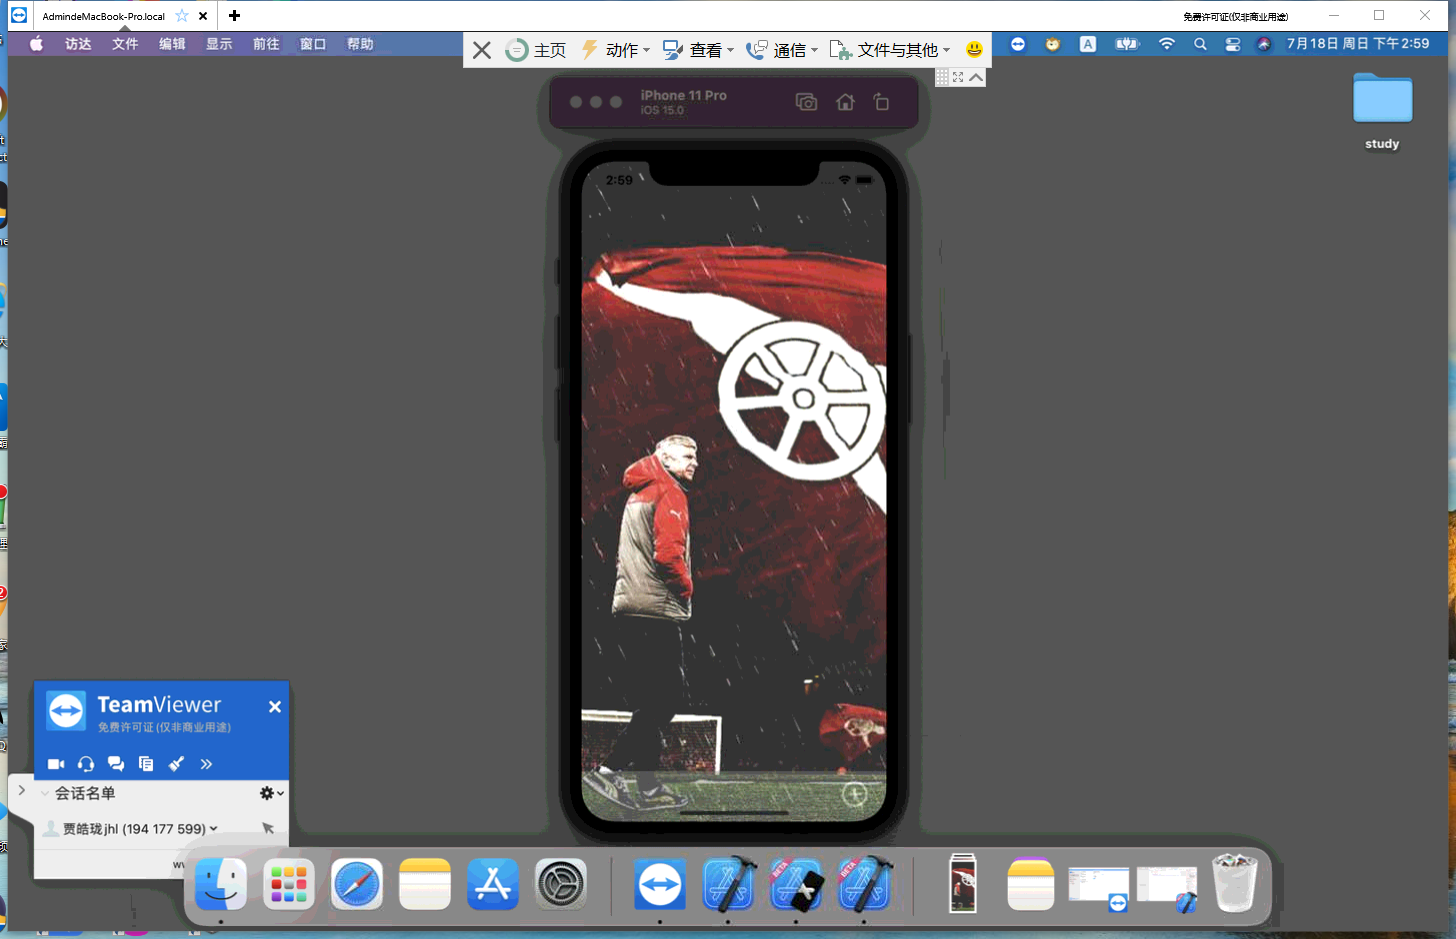 AdmindeMacBook-Pro.local
免费许可证(仅非商业用途)
访达 文件 编辑 显示 前往 窗口 帮助
主页 动作 查看 通信 文件与其他
A
7月18日 周日 下午2:59
iPhone 11 Pro
iOS 15.0
study
2:59
TeamViewer
免费许可证(仅非商业用途)
会话名单
贾皓珑jhl (194 177 599)
BETA
BETA